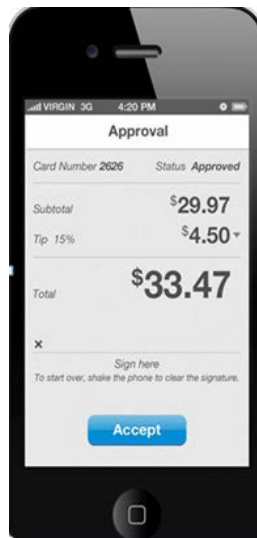 VIRGIN 3G 4:20 PM
Approval
Card Number 2626 Status Approved
Subtotal $29.97
Tip 15% $4.50
Total $33.47
x
Sign here
To start over, shake the phone to clear the signature.
Accept